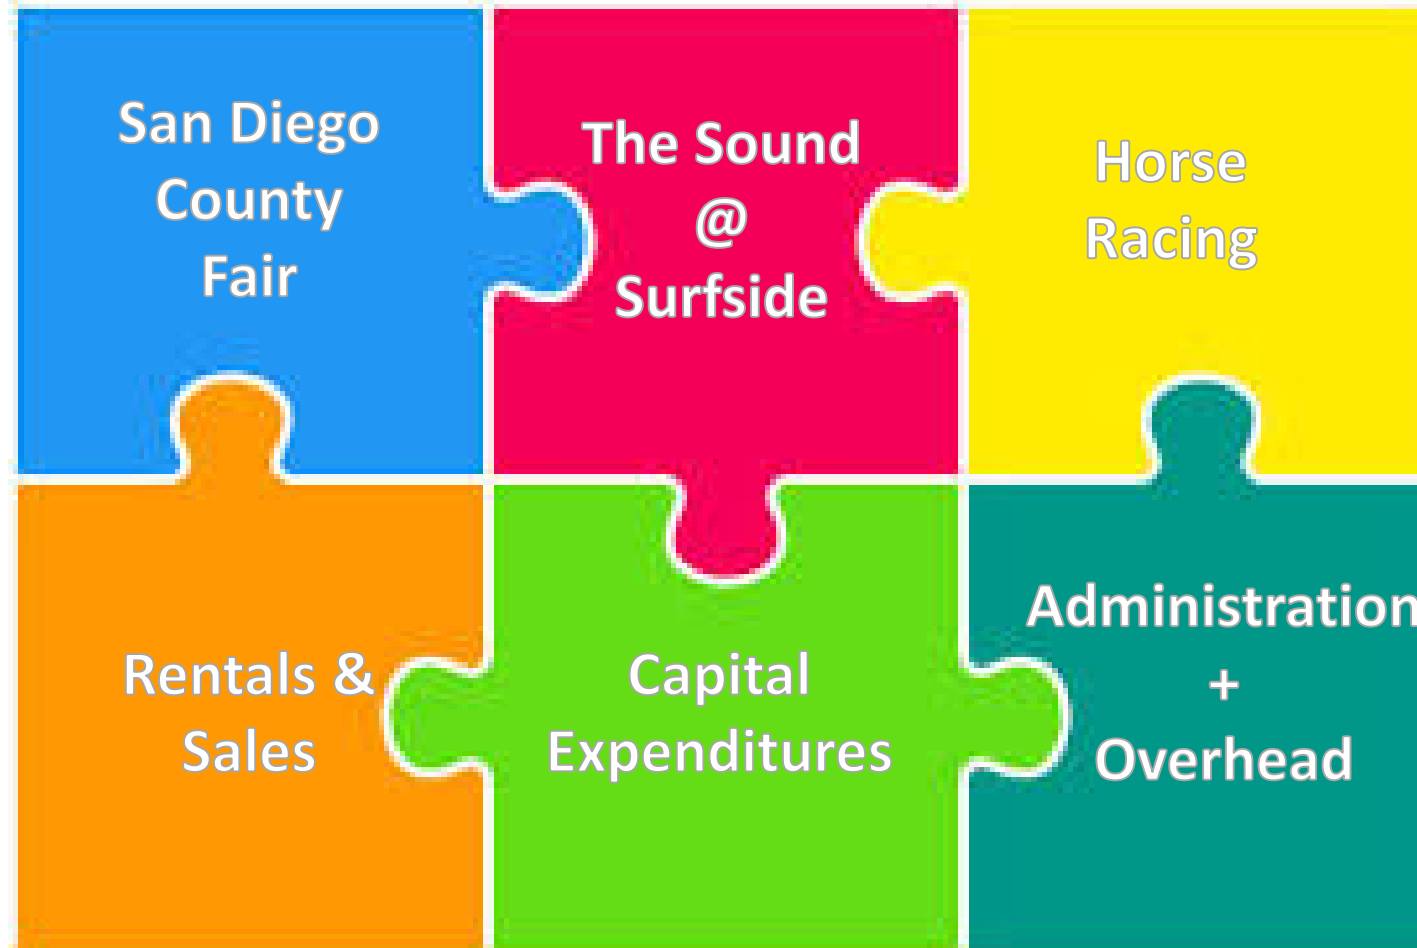 San Diego
County
Fair
The Sound
@
Surfside
Horse
Racing
Rentals &
Sales
Capital
Expenditures
Administration
+
Overhead